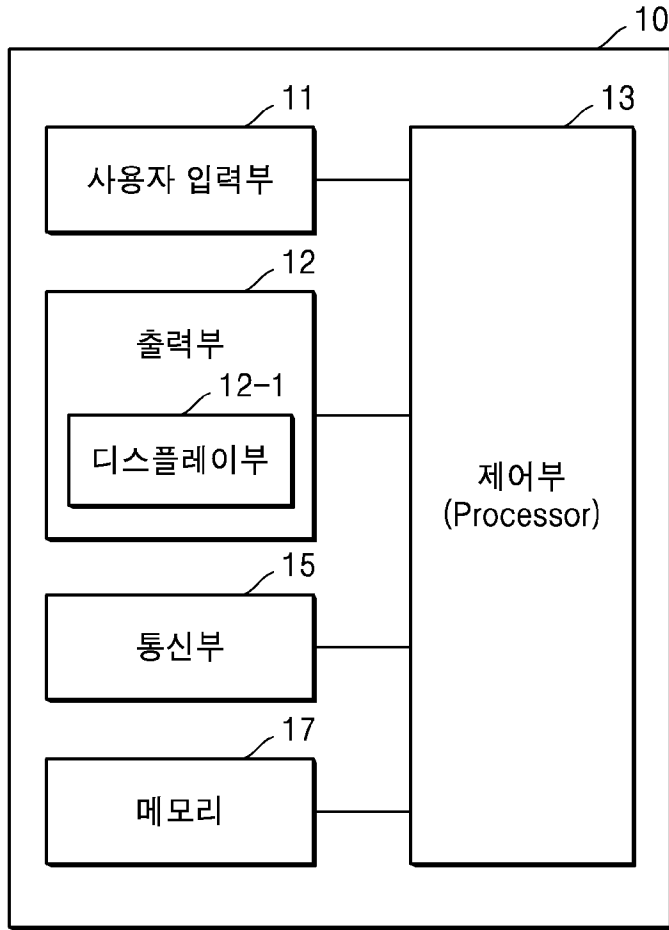 10
11
사용자 입력부
12
출력부
12-1
디스플레이부
15
통신부
17
메모리
13
제어부
(Processor)